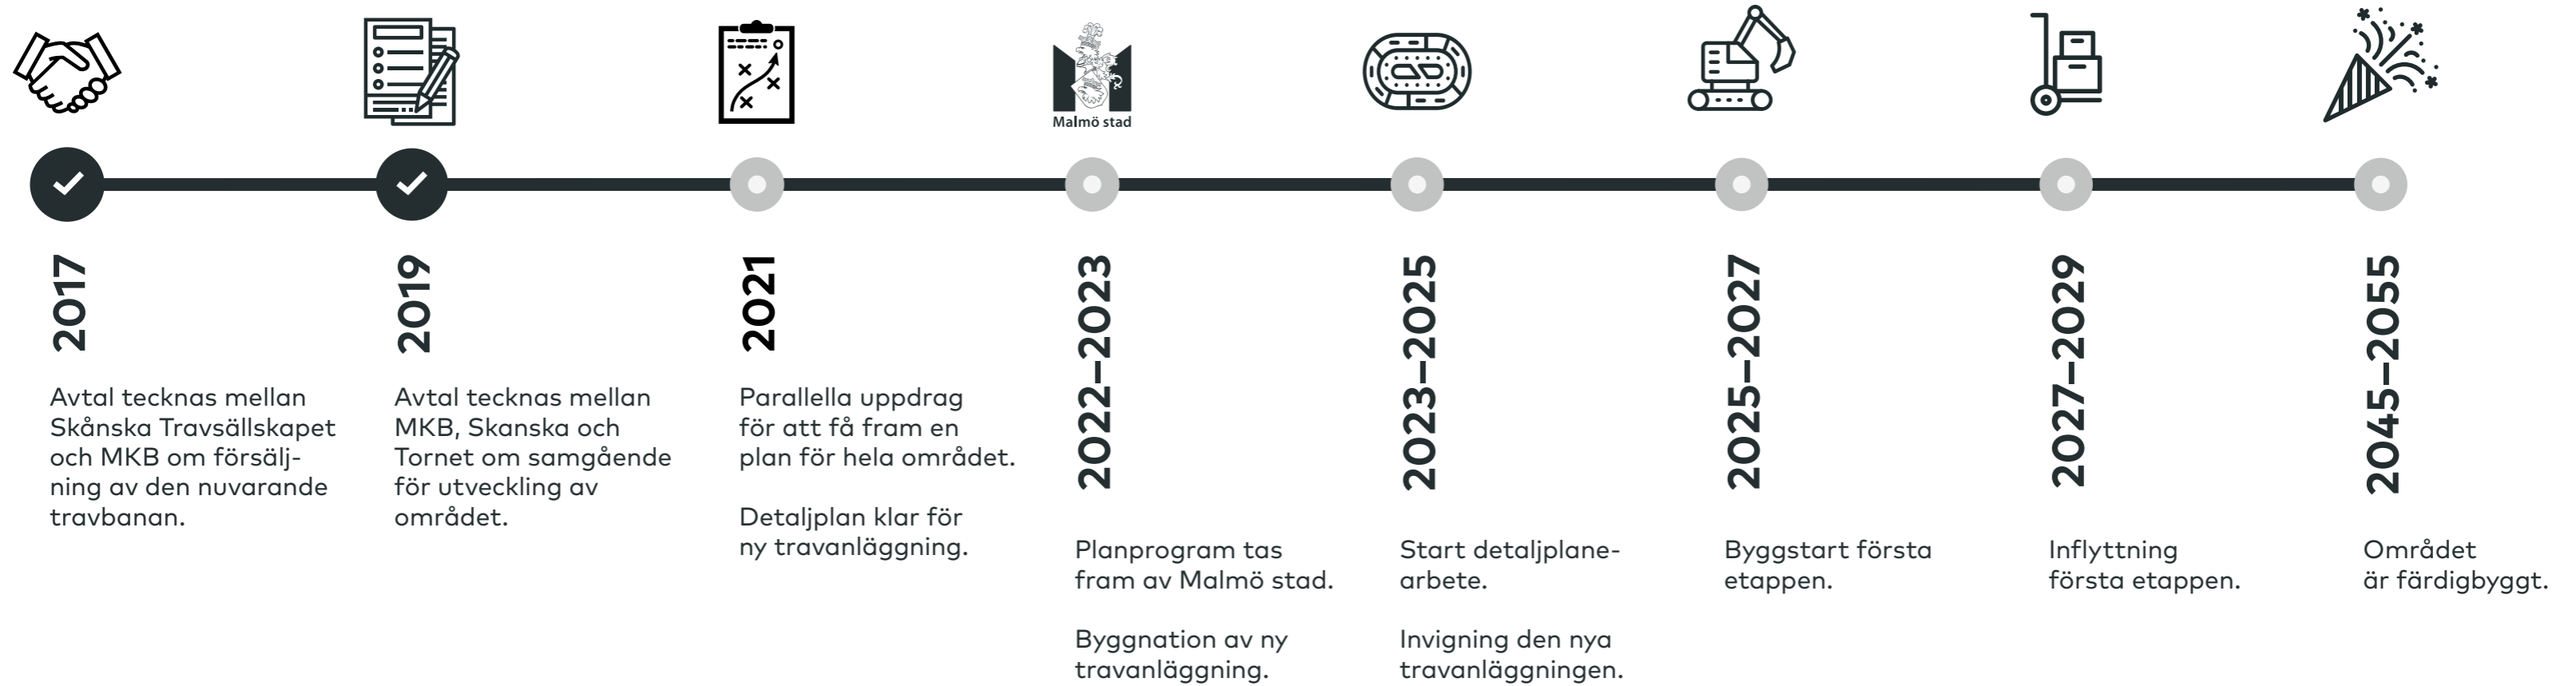 Malmö stad
2017
Avtal tecknas mellan
Skånska Travsällskapet
och MKB om försälj-
ning av den nuvarande
travbanan.
2019
Avtal tecknas mellan
MKB, Skanska och
Tornet om samgående
för utveckling av
området.
2021
Parallella uppdrag
för att få fram en
plan för hela området.
Detaljplan klar för
ny travanläggning.
2022–2023
Planprogram tas
fram av Malmö stad.
Byggnation av ny
travanläggning.
2023–2025
Start detaljplane-
arbete.
Invigning den nya
travanläggningen.
2025–2027
Byggstart första
etappen.
2027–2029
Inflyttning
första etappen.
2045–2055
Området
är färdigbyggt.